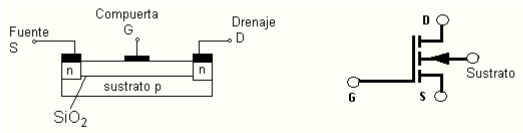 Compuerta
G
Fuente
S
Drenaje
D
n
n
sustrato p
SiO2
D
Sustrato
G
S